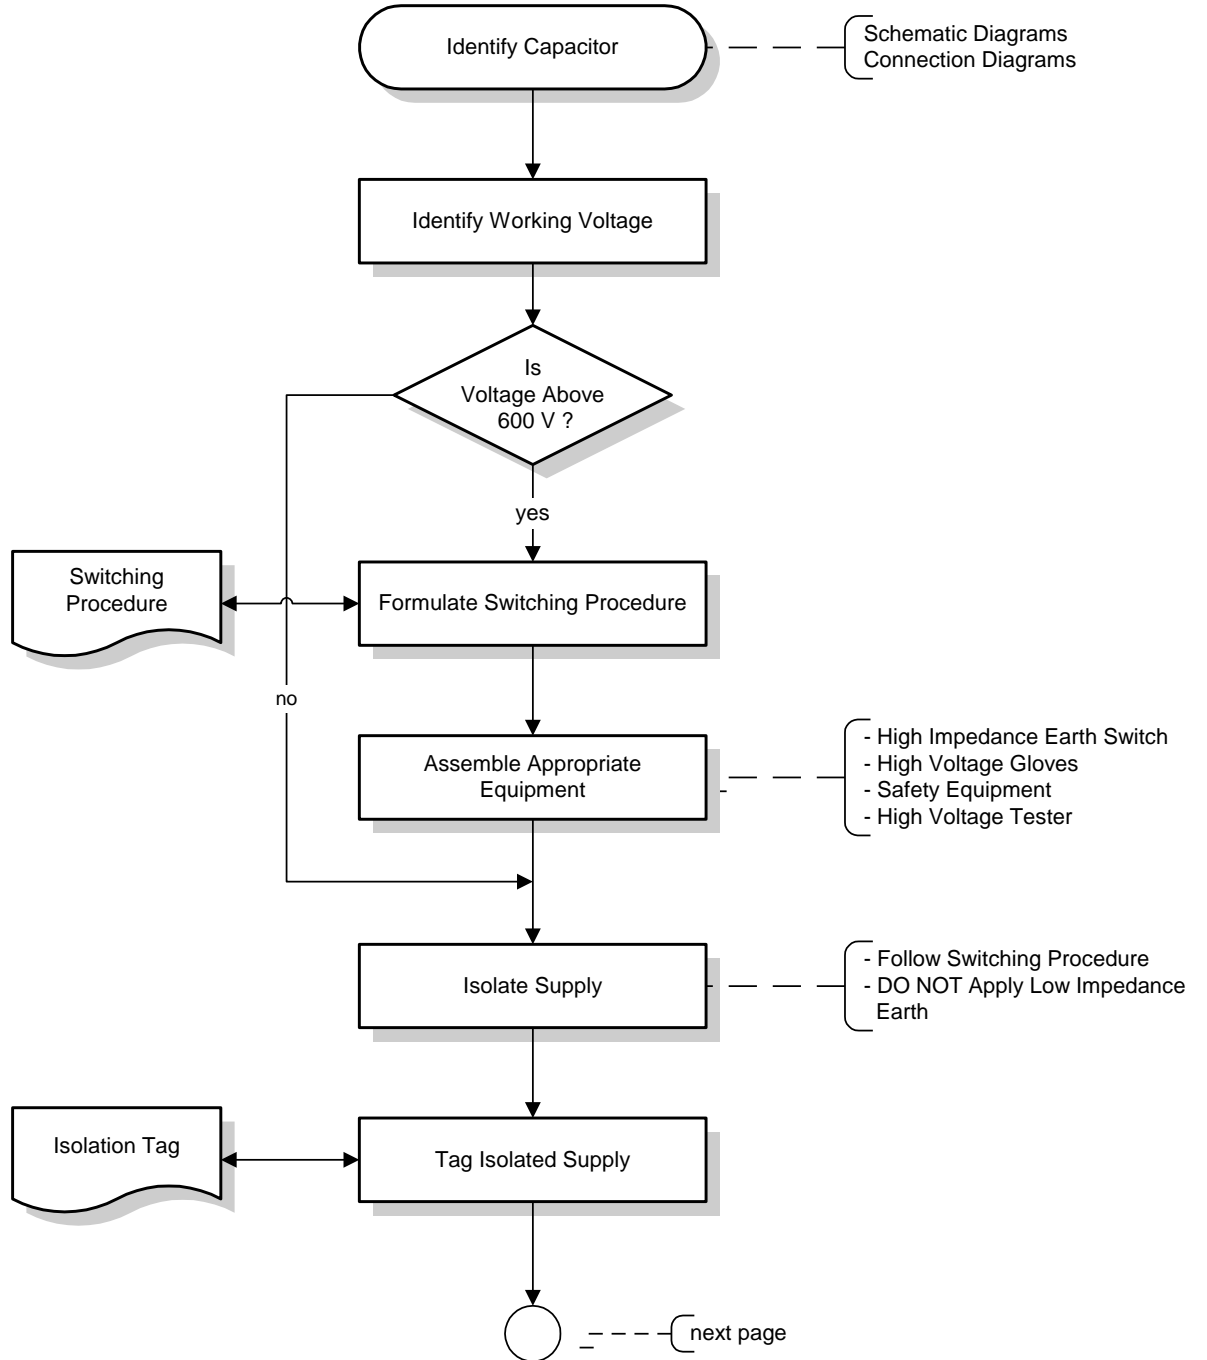 Identify Capacitor
Schematic Diagrams
Connection Diagrams
Identify Working Voltage
Is
Voltage Above
600 V ?
yes
Switching
Procedure
Formulate Switching Procedure
no
Assemble Appropriate
Equipment
- High Impedance Earth Switch
- High Voltage Gloves
- Safety Equipment
- High Voltage Tester
Isolate Supply
- Follow Switching Procedure
- DO NOT Apply Low Impedance
Earth
Isolation Tag
Tag Isolated Supply
next page